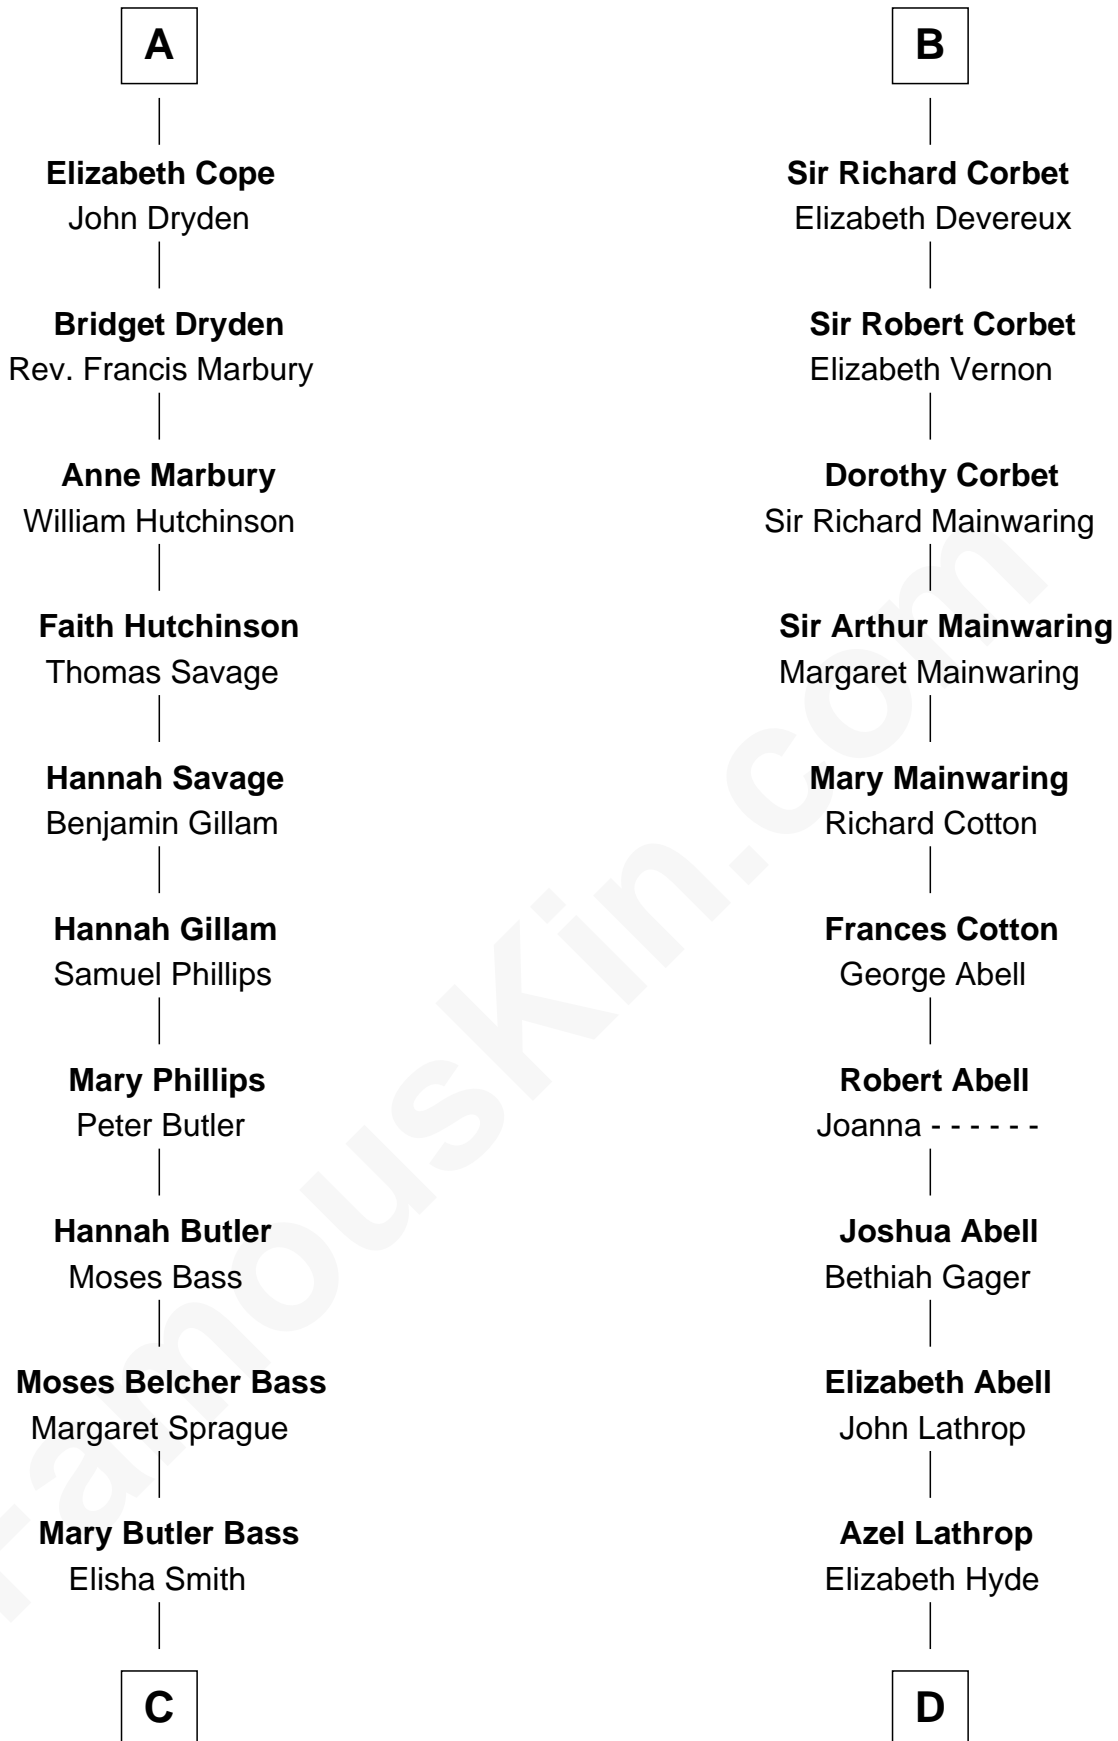 A
Elizabeth Cope
John Dryden
Bridget Dryden
Rev. Francis Marbury
Anne Marbury
William Hutchinson
Faith Hutchinson
Thomas Savage
Hannah Savage
Benjamin Gillam
Hannah Gillam
Samuel Phillips
Mary Phillips
Peter Butler
Hannah Butler
Moses Bass
Moses Belcher Bass
Margaret Sprague
Mary Butler Bass
Elisha Smith
C
B
Sir Richard Corbet
Elizabeth Devereux
Sir Robert Corbet
Elizabeth Vernon
Dorothy Corbet
Sir Richard Mainwaring
Sir Arthur Mainwaring
Margaret Mainwaring
Mary Mainwaring
Richard Cotton
Frances Cotton
George Abell
Robert Abell
Joanna - - - - - -
Joshua Abell
Bethiah Gager
Elizabeth Abell
John Lathrop
Azel Lathrop
Elizabeth Hyde
D
FamousKin.com